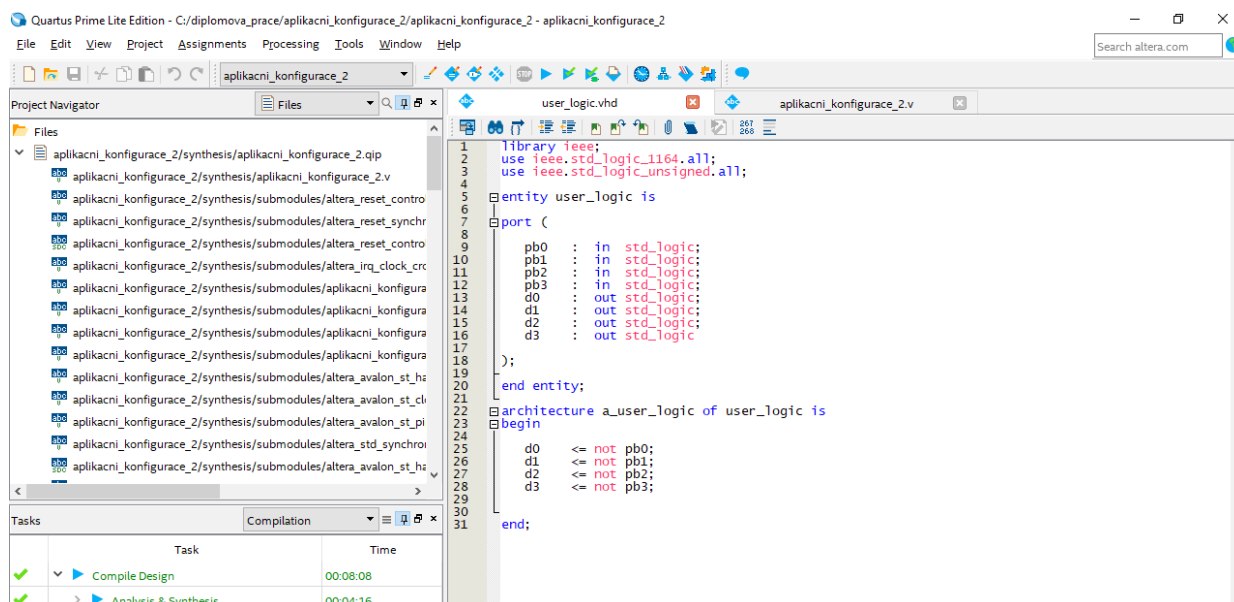 Quartus Prime Lite Edition - C:/diplomova_prace/aplikacni_konfigurace_2/aplikacni_konfigurace_2 - aplikacni_konfigurace_2
File Edit View Project Assignments Processing Tools Window Help
Search altera.com
aplikacni_konfigurace_2
STOP
Project Navigator
Files
user_logic.vhd
aplikacni_konfigurace_2.v
Files
aplikacni_konfigurace_2/synthesis/aplikacni_konfigurace_2.qip
aplikacni_konfigurace_2/synthesis/aplikacni_konfigurace_2.v
aplikacni_konfigurace_2/synthesis/submodules/altera_reset_contro
aplikacni_konfigurace_2/synthesis/submodules/altera_reset_synchr
aplikacni_konfigurace_2/synthesis/submodules/altera_reset_contro
aplikacni_konfigurace_2/synthesis/submodules/altera_irq_clock_cro
aplikacni_konfigurace_2/synthesis/submodules/aplikacni_konfigura
aplikacni_konfigurace_2/synthesis/submodules/aplikacni_konfigura
aplikacni_konfigurace_2/synthesis/submodules/aplikacni_konfigura
aplikacni_konfigurace_2/synthesis/submodules/aplikacni_konfigura
aplikacni_konfigurace_2/synthesis/submodules/altera_avalon_st_ha
aplikacni_konfigurace_2/synthesis/submodules/altera_avalon_st_cl
aplikacni_konfigurace_2/synthesis/submodules/altera_avalon_st_pi
aplikacni_konfigurace_2/synthesis/submodules/altera_std_synchro
aplikacni_konfigurace_2/synthesis/submodules/altera_avalon_st_ha
Tasks
Compilation
Task Time
Compile Design 00:08:08
Analysis & Synthesis 00:04:16
267
268
1 library ieee;
2 use ieee.std_logic_1164.all;
3 use ieee.std_logic_unsigned.all;
4
5 entity user_logic is
6
7 port (
8
9 pb0 : in std_logic;
10 pb1 : in std_logic;
11 pb2 : in std_logic;
12 pb3 : in std_logic;
13 d0 : out std_logic;
14 d1 : out std_logic;
15 d2 : out std_logic;
16 d3 : out std_logic
17
18 );
19
20 end entity;
21
22 architecture a_user_logic of user_logic is
23 begin
24
25 d0 <= not pb0;
26 d1 <= not pb1;
27 d2 <= not pb2;
28 d3 <= not pb3;
29
30
31 end;